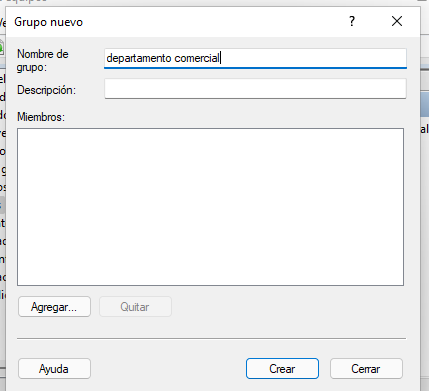 Grupo nuevo
Nombre de grupo:
departamento comercial
Descripción:
Miembros:
Agregar...
Quitar
Ayuda
Crear
Cerrar